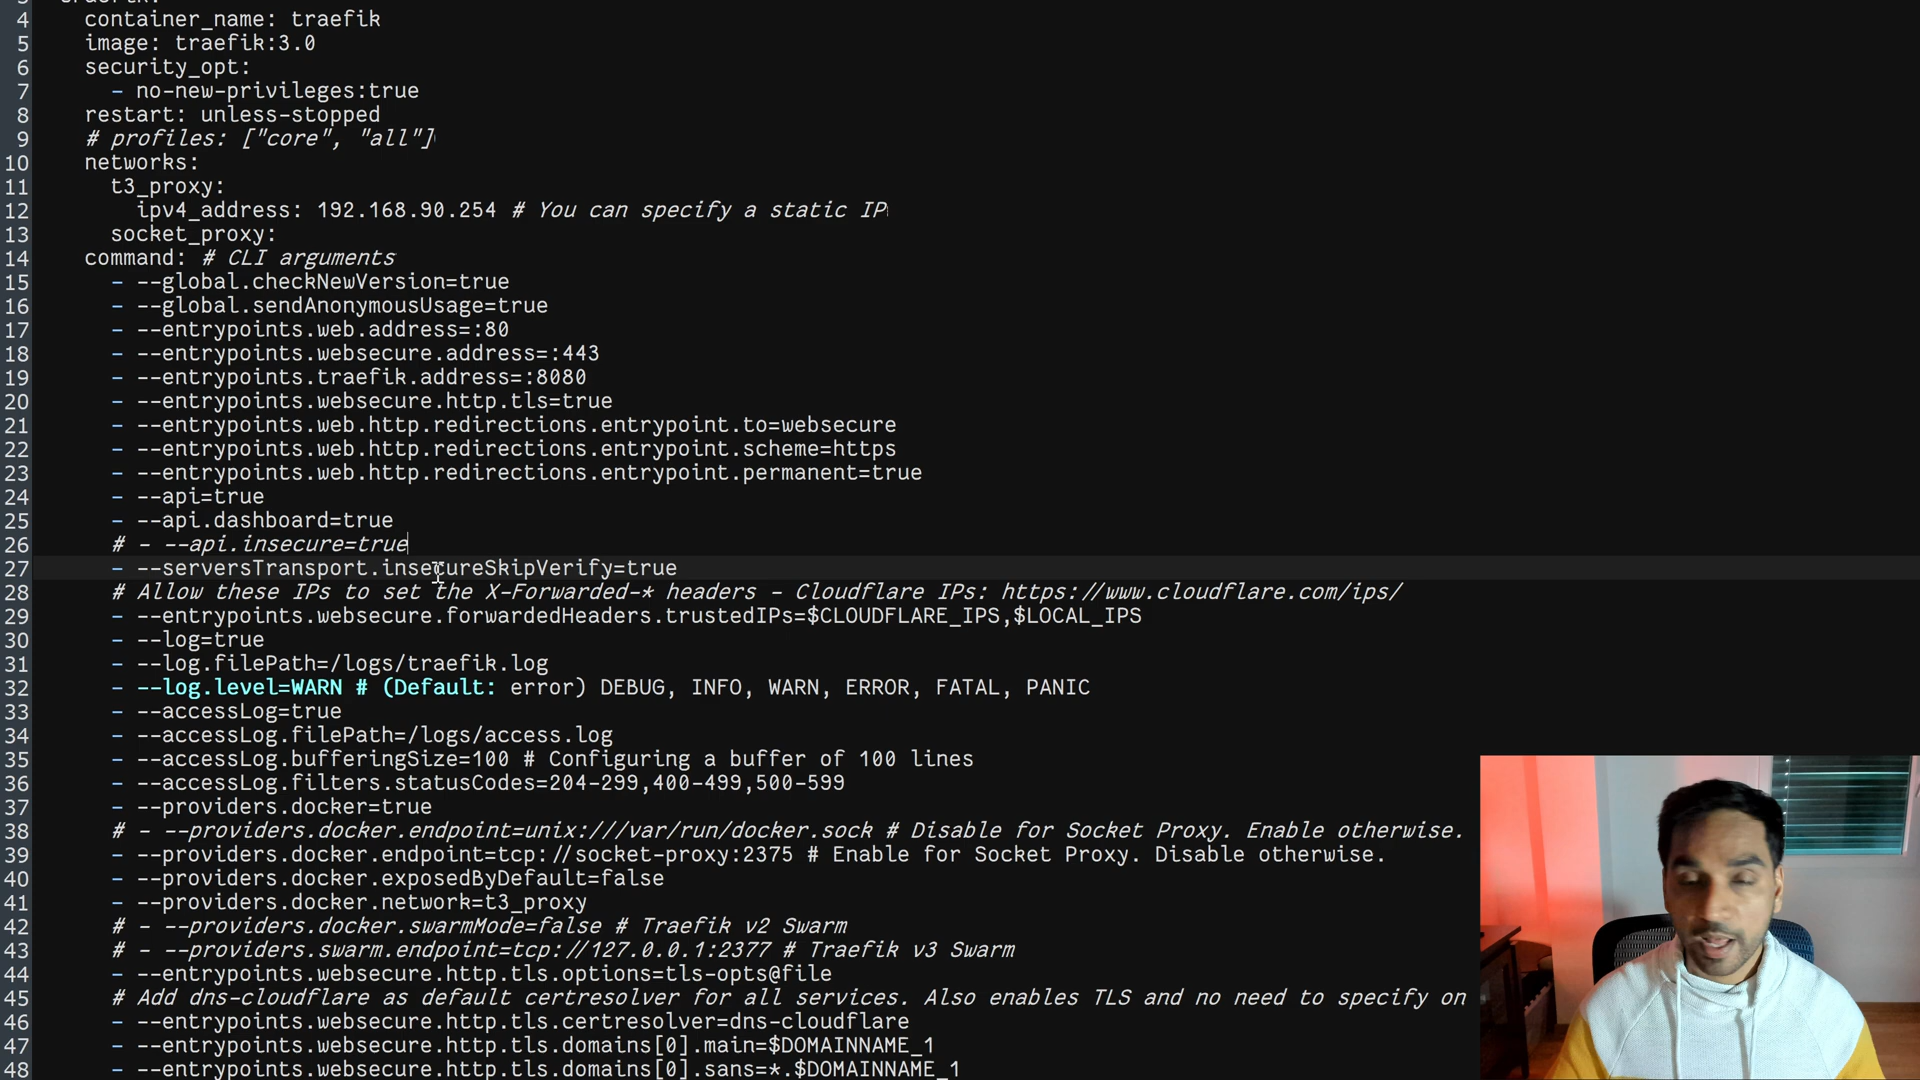 3
4 container_name: traefik
5 image: traefik:3.0
6 security_opt:
7 - no-new-privileges:true
8 restart: unless-stopped
9 # profiles: ["core", "all"]
10 networks:
11 t3_proxy:
12 ipv4_address: 192.168.90.254 # You can specify a static IP
13 socket_proxy:
14 command: # CLI arguments
15 - --global.checkNewVersion=true
16 - --global.sendAnonymousUsage=true
17 - --entrypoints.web.address=:80
18 - --entrypoints.websecure.address=:443
19 - --entrypoints.traefik.address=:8080
20 - --entrypoints.websecure.http.tls=true
21 - --entrypoints.web.http.redirections.entrypoint.to=websecure
22 - --entrypoints.web.http.redirections.entrypoint.scheme=https
23 - --entrypoints.web.http.redirections.entrypoint.permanent=true
24 - --api=true
25 - --api.dashboard=true
26 # - --api.insecure=true
27 - --serversTransport.insecureSkipVerify=true
28 # Allow these IPs to set the X-Forwarded-* headers - Cloudflare IPs: https://www.cloudflare.com/ips/
29 - --entrypoints.websecure.forwardedHeaders.trustedIPs=$CLOUDFLARE_IPS,$LOCAL_IPS
30 - --log=true
31 - --log.filePath=/logs/traefik.log
32 - --log.level=WARN # (Default: error) DEBUG, INFO, WARN, ERROR, FATAL, PANIC
33 - --accessLog=true
34 - --accessLog.filePath=/logs/access.log
35 - --accessLog.bufferingSize=100 # Configuring a buffer of 100 lines
36 - --accessLog.filters.statusCodes=204-299,400-499,500-599
37 - --providers.docker=true
38 # - --providers.docker.endpoint=unix:///var/run/docker.sock # Disable for Socket Proxy. Enable otherwise.
39 - --providers.docker.endpoint=tcp://socket-proxy:2375 # Enable for Socket Proxy. Disable otherwise.
40 - --providers.docker.exposedByDefault=false
41 - --providers.docker.network=t3_proxy
42 # - --providers.docker.swarmMode=false # Traefik v2 Swarm
43 # - --providers.swarm.endpoint=tcp://127.0.0.1:2377 # Traefik v3 Swarm
44 - --entrypoints.websecure.http.tls.options=tls-opts@file
45 # Add dns-cloudflare as default certresolver for all services. Also enables TLS and no need to specify on
46 - --entrypoints.websecure.http.tls.certresolver=dns-cloudflare
47 - --entrypoints.websecure.http.tls.domains[0].main=$DOMAINNAME_1
48 - --entrypoints.websecure.http.tls.domains[0].sans=*.$DOMAINNAME_1